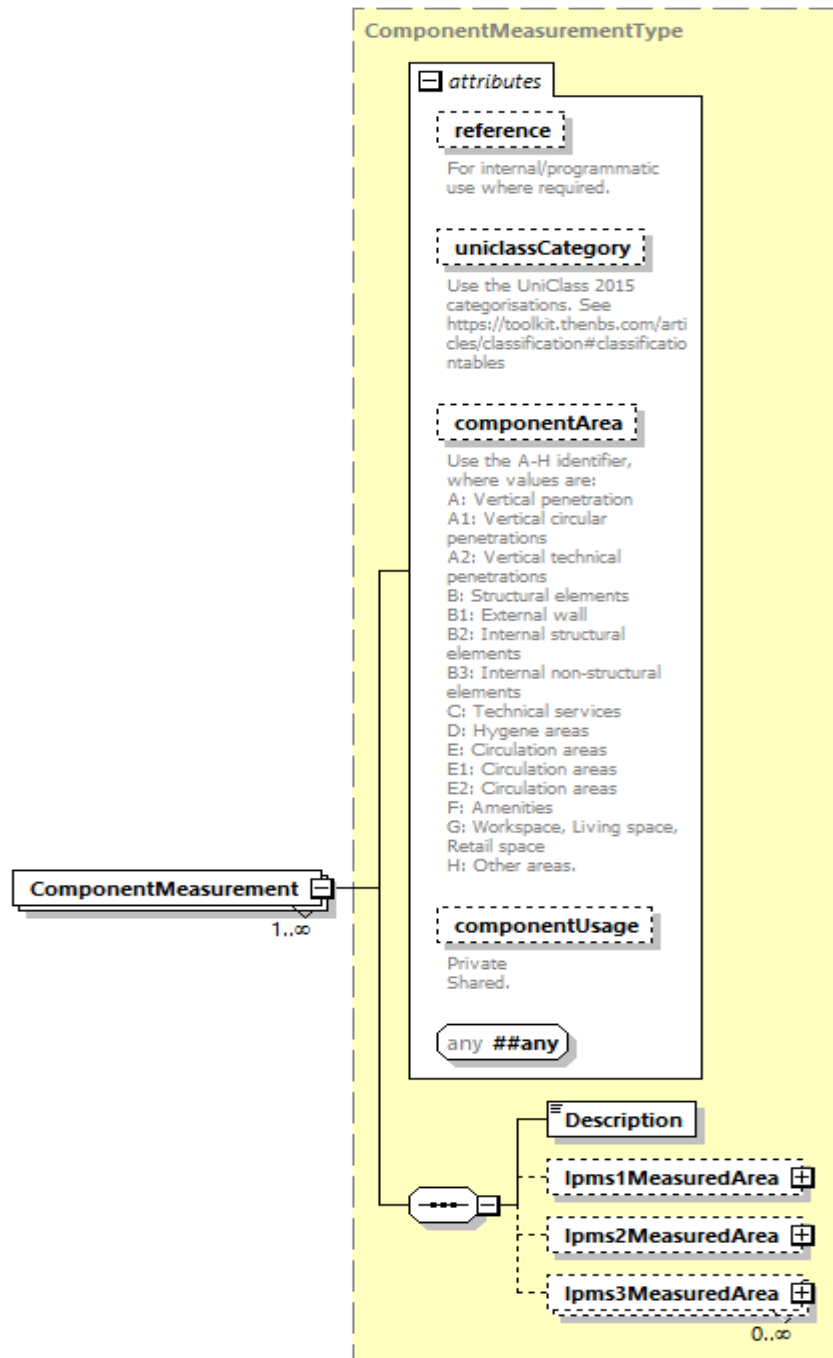 ComponentMeasurementType
attributes
reference
For internal/programmatic
use where required.
uniclassCategory
Use the UniClass 2015
categorisations. See
https://toolkit.thenbs.com/arti
cles/classification#classificatio
ntables
componentArea
Use the A-H identifier,
where values are:
A: Vertical penetration
A1: Vertical circular
penetrations
A2: Vertical technical
penetrations
B: Structural elements
B1: External wall
B2: Internal structural
elements
B3: Internal non-structural
elements
C: Technical services
D: Hygene areas
E: Circulation areas
E1: Circulation areas
E2: Circulation areas
F: Amenities
G: Workspace, Living space,
Retail space
H: Other areas.
ComponentMeasurement
1..∞
componentUsage
Private
Shared.
any ##any
Description
Ipms1MeasuredArea
Ipms2MeasuredArea
Ipms3MeasuredArea
0..∞